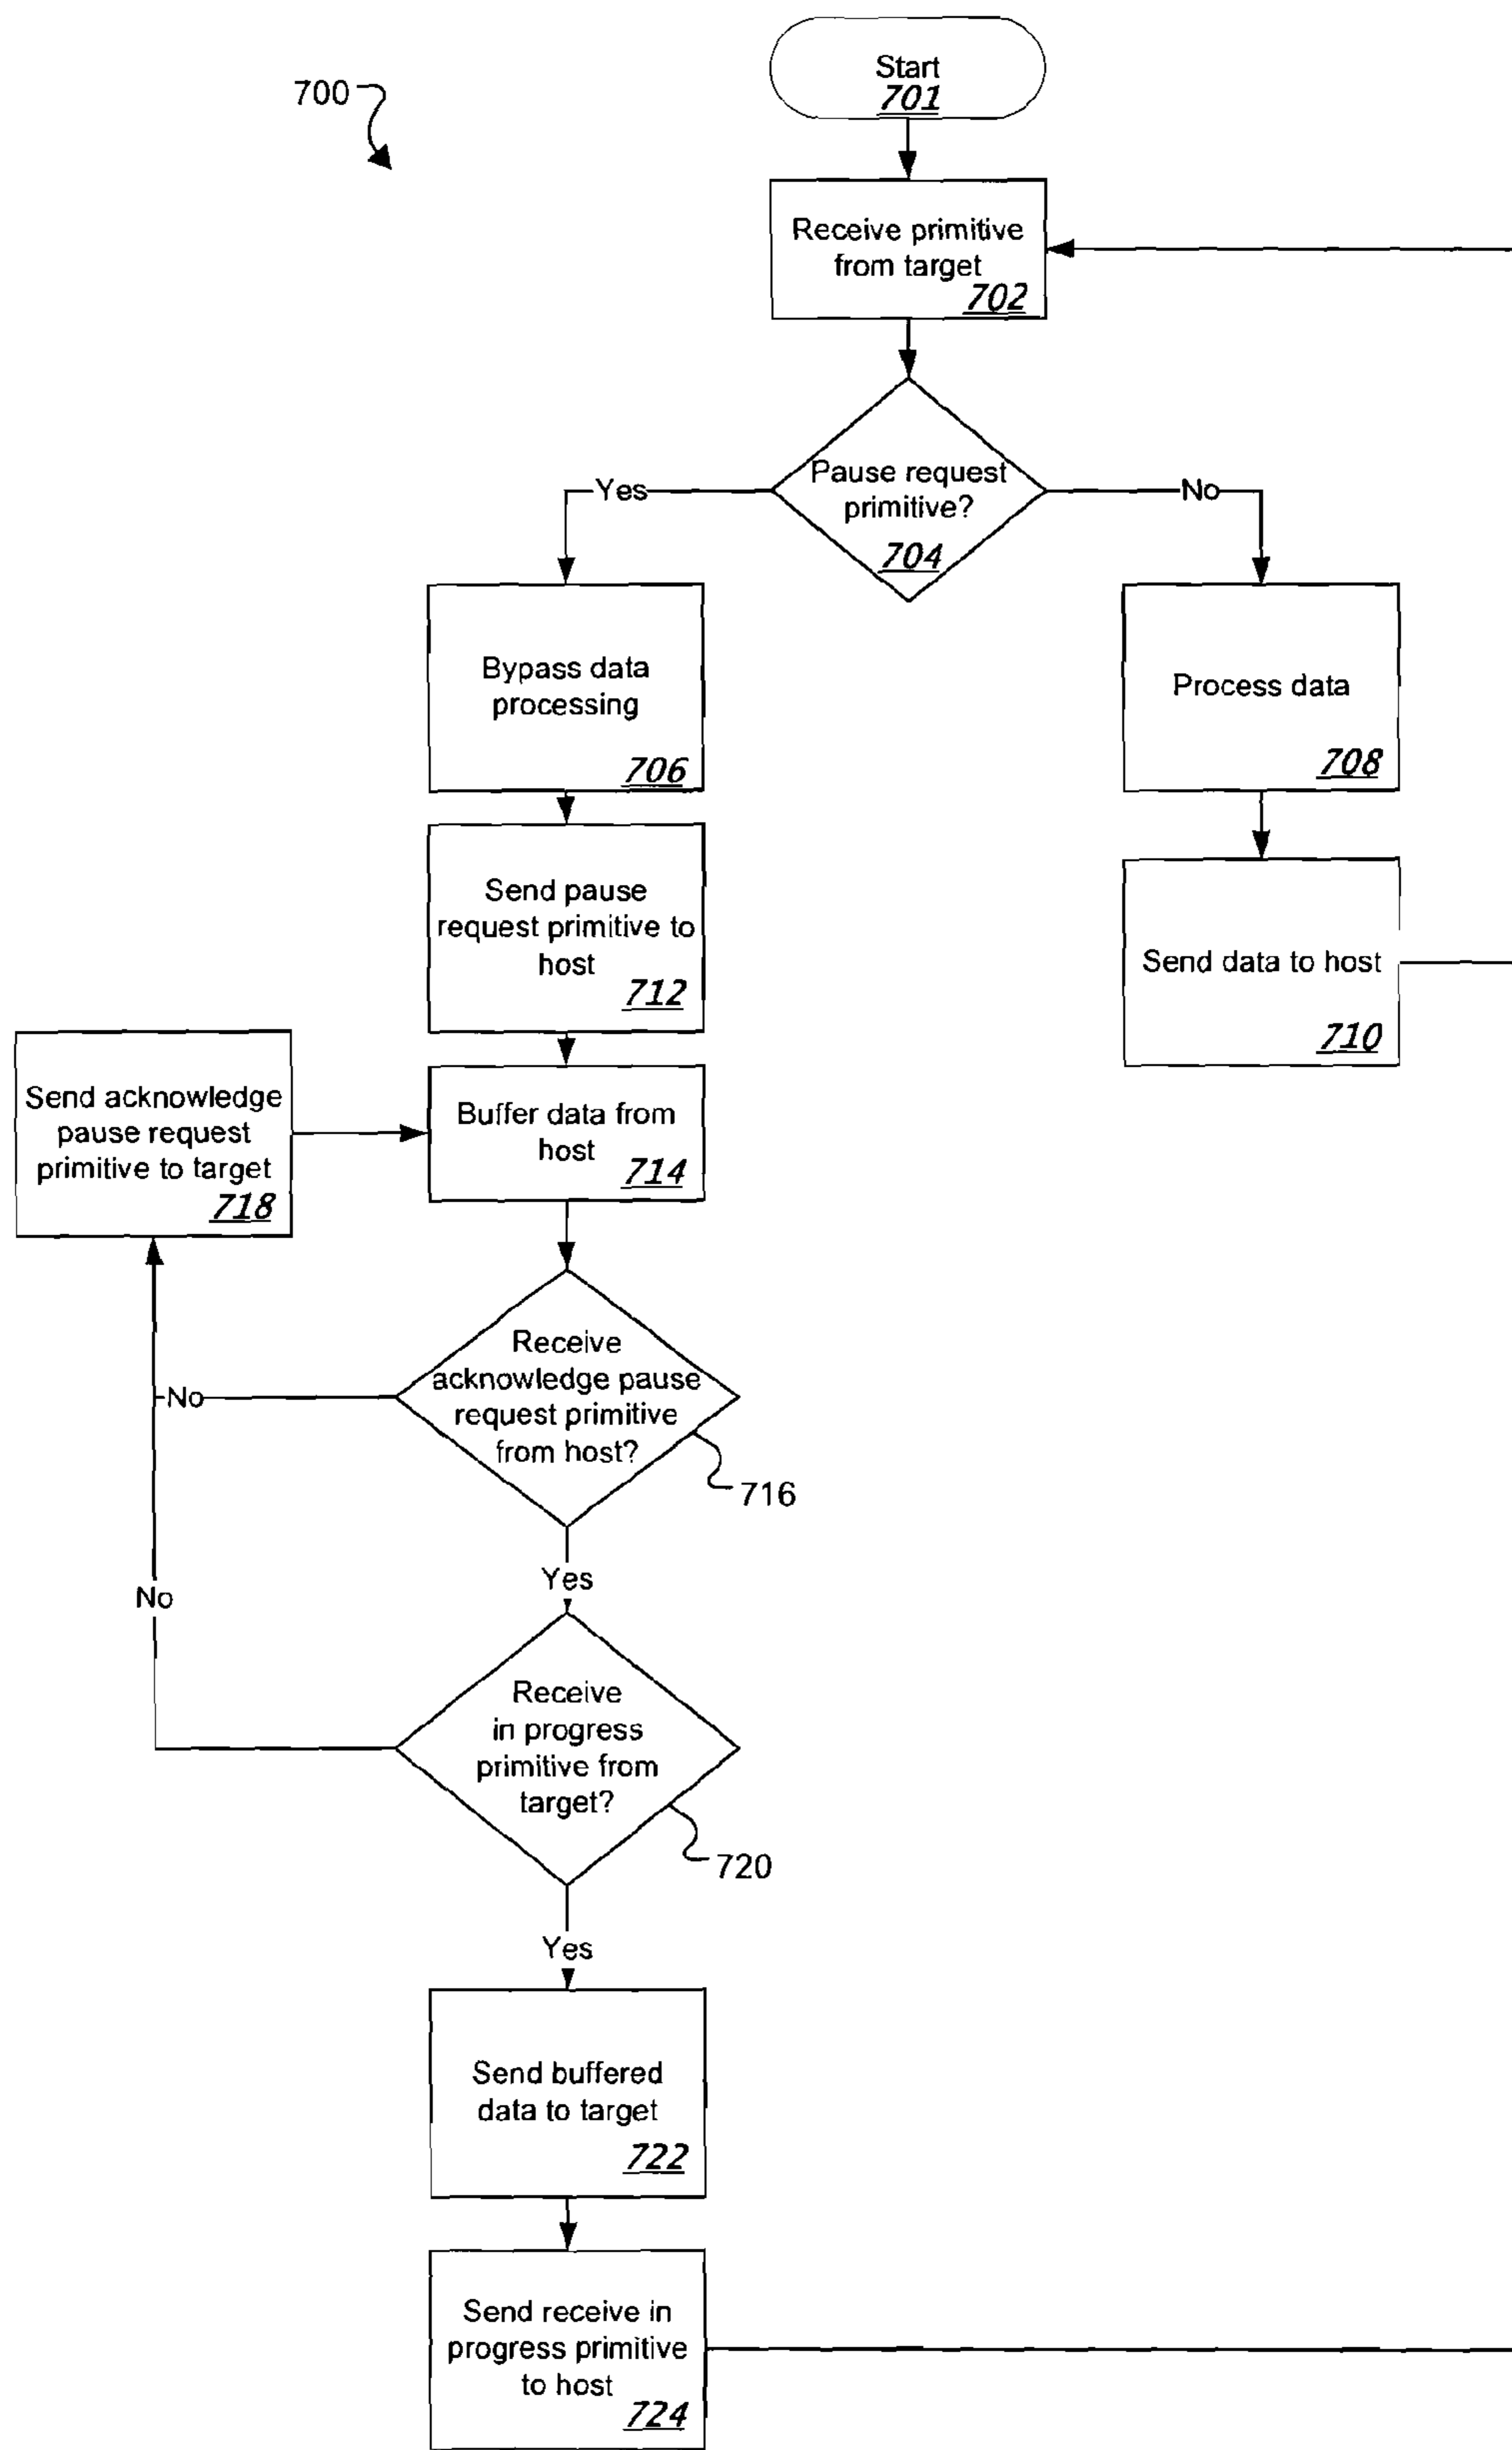 700
Start
701
Receive primitive
from target
702
Pause request
primitive?
704
Yes
No
Bypass data
processing
706
Process data
708
Send pause
request primitive to
host
712
Send data to host
710
Send acknowledge
pause request
primitive to target
718
Buffer data from
host
714
Receive
acknowledge pause
request primitive
from host?
716
No
Yes
No
Receive
in progress
primitive from
target?
720
Yes
Send buffered
data to target
722
Send receive in
progress primitive
to host
724